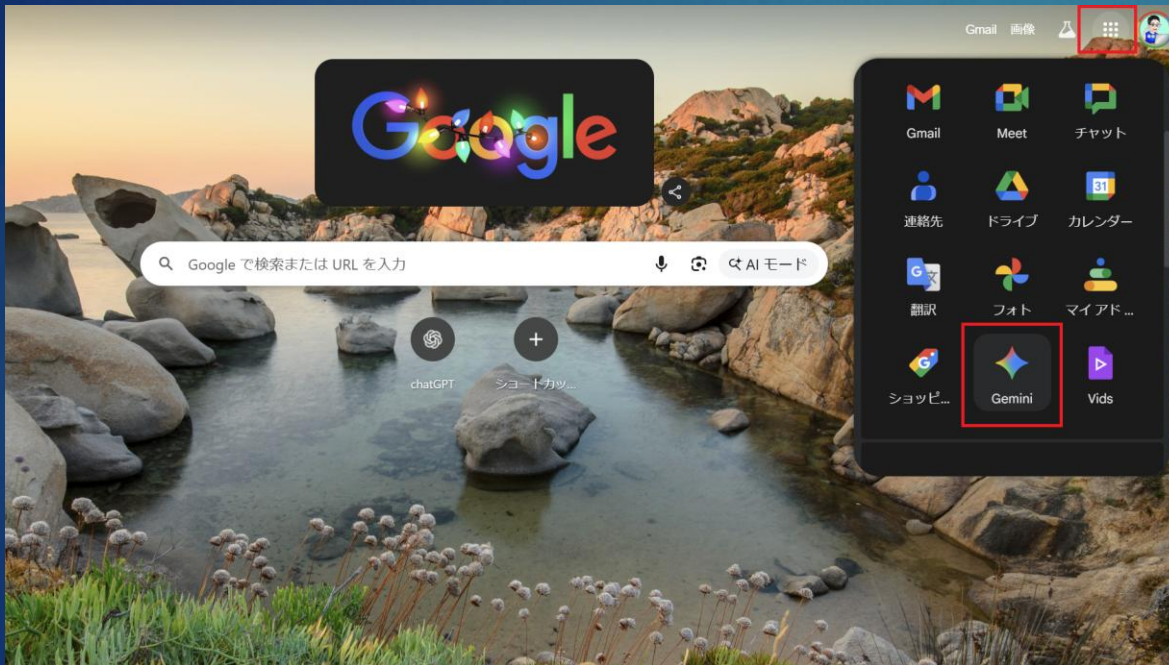 Gmail 画像
Google
Google で検索または URL を入力
AI モード
chatGPT
ショートカッ...
Gmail
Meet
チャット
連絡先
ドライブ
31
カレンダー
G 文
翻訳
フォト
マイ アド ...
G
ショッピ...
Gemini
Vids